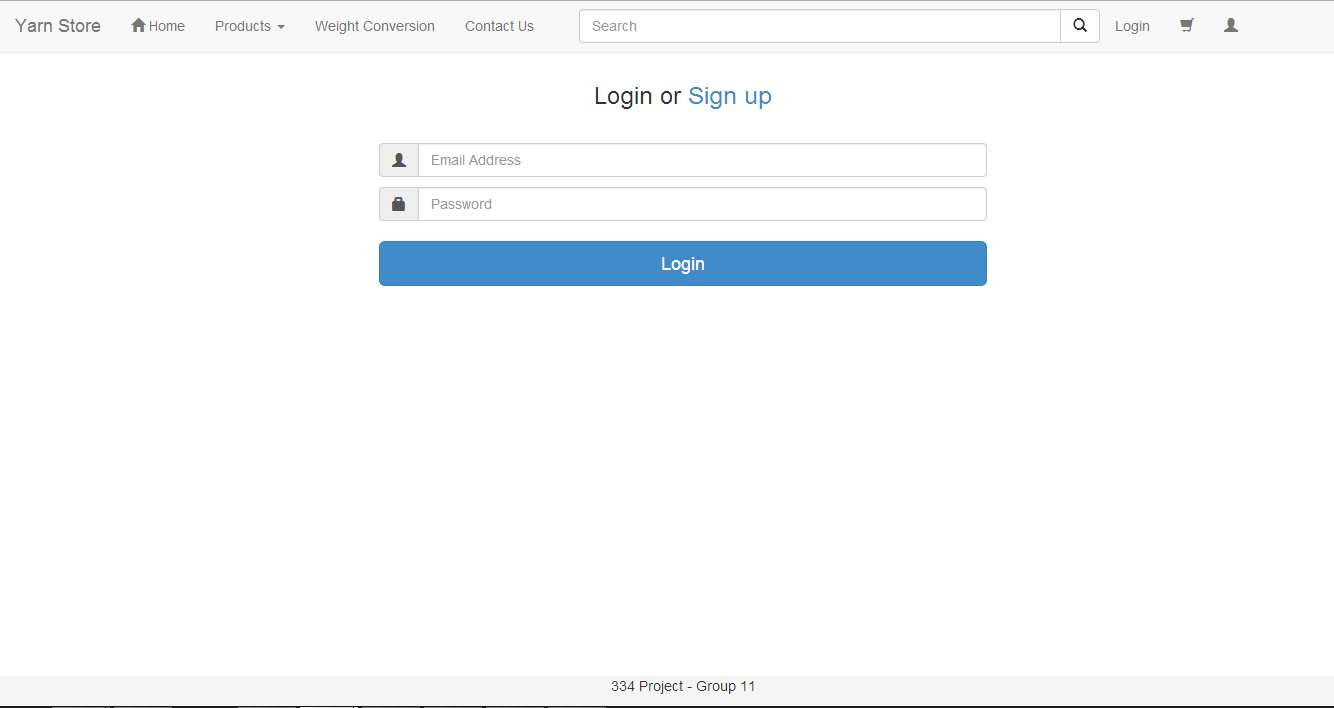 Yarn Store Home Products Weight Conversion Contact Us Search Login
Login or Sign up
Email Address
Password
Login
334 Project - Group 11